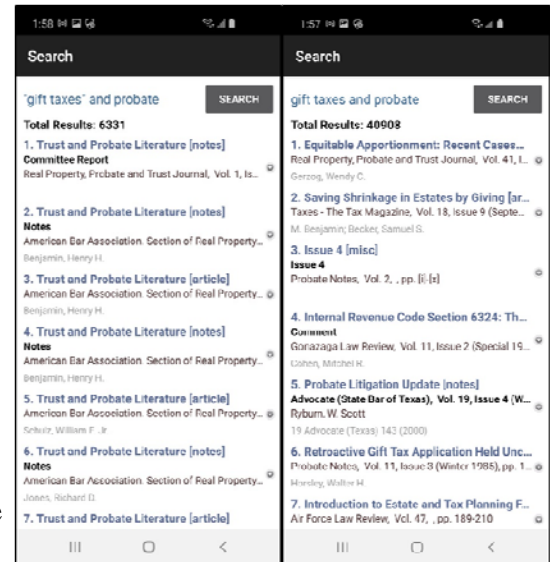 1:58
Search
"gift taxes" and probate
SEARCH
Total Results: 6331
1. Trust and Probate Literature [notes]
Committee Report
Real Property, Probate and Trust Journal, Vol. 1, Is...
2. Trust and Probate Literature [notes]
Notes
American Bar Association. Section of Real Property...
Benjamin, Henry H.
3. Trust and Probate Literature [article]
American Bar Association. Section of Real Property...
Benjamin, Henry H.
4. Trust and Probate Literature [notes]
Notes
American Bar Association. Section of Real Property...
Benjamin, Henry H.
5. Trust and Probate Literature [article]
American Bar Association. Section of Real Property...
Schulz, William F. Jr.
6. Trust and Probate Literature [notes]
Notes
American Bar Association. Section of Real Property...
Jones, Richard D.
7. Trust and Probate Literature [article]
1:57
Search
gift taxes and probate
SEARCH
Total Results: 40908
1. Equitable Apportionment: Recent Cases...
Real Property, Probate and Trust Journal, Vol. 41, I...
Gerzog, Wendy C.
2. Saving Shrinkage in Estates by Giving [ar...
Taxes - The Tax Magazine, Vol. 18, Issue 9 (Septe...
M. Benjamin; Becker, Samuel S.
3. Issue 4 [misc]
Issue 4
Probate Notes, Vol. 2, , pp. [i]-[x]
4. Internal Revenue Code Section 6324: Th...
Comment
Gonzaga Law Review, Vol. 11, Issue 2 (Special 19...
Cohen, Mitchel R.
5. Probate Litigation Update [notes]
Advocate (State Bar of Texas), Vol. 19, Issue 4 (W...
Ryburn, W. Scott
19 Advocate (Texas) 143 (2000)
6. Retroactive Gift Tax Application Held Unc...
Probate Notes, Vol. 11, Issue 3 (Winter 1985), pp. 1...
Horsley, Walter H.
7. Introduction to Estate and Tax Planning F...
Air Force Law Review, Vol. 47, , pp. 189-210